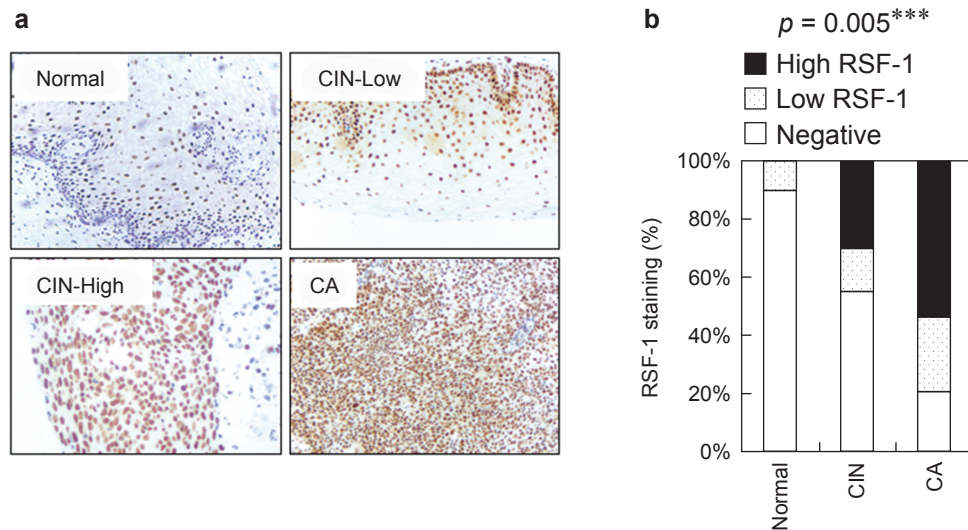 a
Normal
CIN-Low
CIN-High
CA
b
p = 0.005***
High RSF-1
Low RSF-1
Negative
RSF-1 staining (%)
100%
80%
60%
40%
20%
0%
Normal
CIN
CA